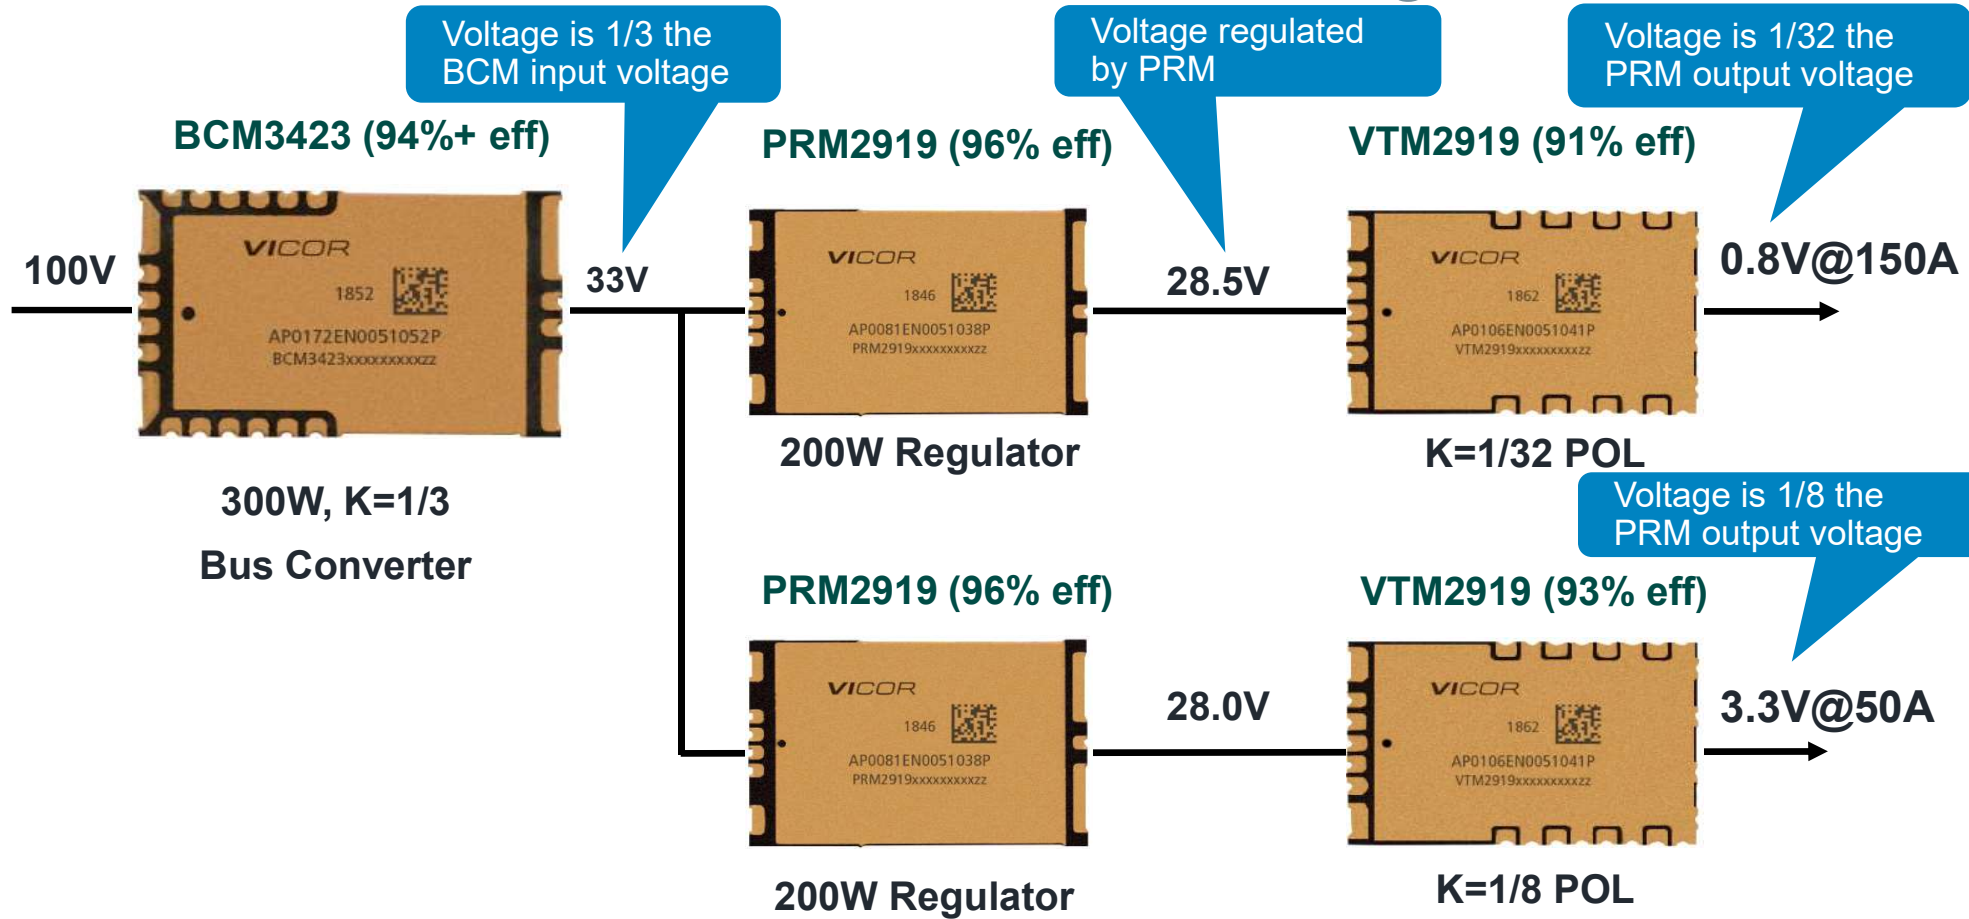 Voltage is 1/3 the
BCM input voltage
Voltage regulated
by PRM
Voltage is 1/32 the
PRM output voltage
BCM3423 (94%+ eff)
PRM2919 (96% eff)
VTM2919 (91% eff)
100V
VICOR
1852
AP0172EN0051052P
BCM3423xxxxxxxxxxzz
33V
VICOR
1846
AP0081EN0051038P
PRM2919xxxxxxxxxxzz
28.5V
VICOR
1862
AP0106EN0051041P
VTM2919xxxxxxxxxxzz
0.8V@150A
300W, K=1/3
Bus Converter
200W Regulator
K=1/32 POL
Voltage is 1/8 the
PRM output voltage
PRM2919 (96% eff)
VTM2919 (93% eff)
VICOR
1846
AP0081EN0051038P
PRM2919xxxxxxxxxxzz
28.0V
VICOR
1862
AP0106EN0051041P
VTM2919xxxxxxxxxxzz
3.3V@50A
200W Regulator
K=1/8 POL